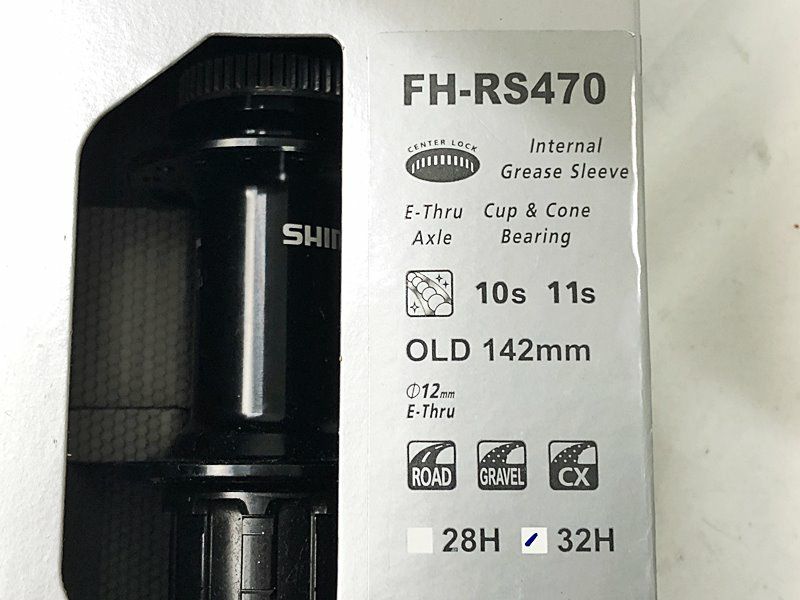 FH-RS470
CENTER LOCK
Internal
Grease Sleeve
E-Thru
Axle
Cup & Cone
Bearing
10s 11s
OLD 142mm
Φ12mm
E-Thru
ROAD GRAVEL CX
28H 32H
SHIM